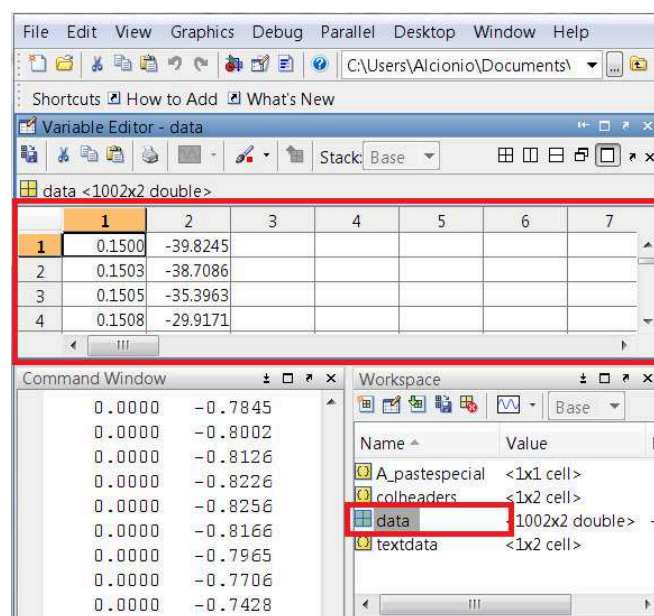 File Edit View Graphics Debug Parallel Desktop Window Help
C:\Users\Alcionio\Documents\
Shortcuts How to Add What's New
Variable Editor - data
Stack: Base
data <1002x2 double>
1 2 3 4 5 6 7
1 0.1500 -39.8245
2 0.1503 -38.7086
3 0.1505 -35.3963
4 0.1508 -29.9171
Command Window
0.0000 -0.7845
0.0000 -0.8002
0.0000 -0.8126
0.0000 -0.8226
0.0000 -0.8256
0.0000 -0.8166
0.0000 -0.7965
0.0000 -0.7706
0.0000 -0.7428
Workspace
Base
Name Value
A_pastespecial <1x1 cell>
colheaders <1x2 cell>
data <1002x2 double>
textdata <1x2 cell>